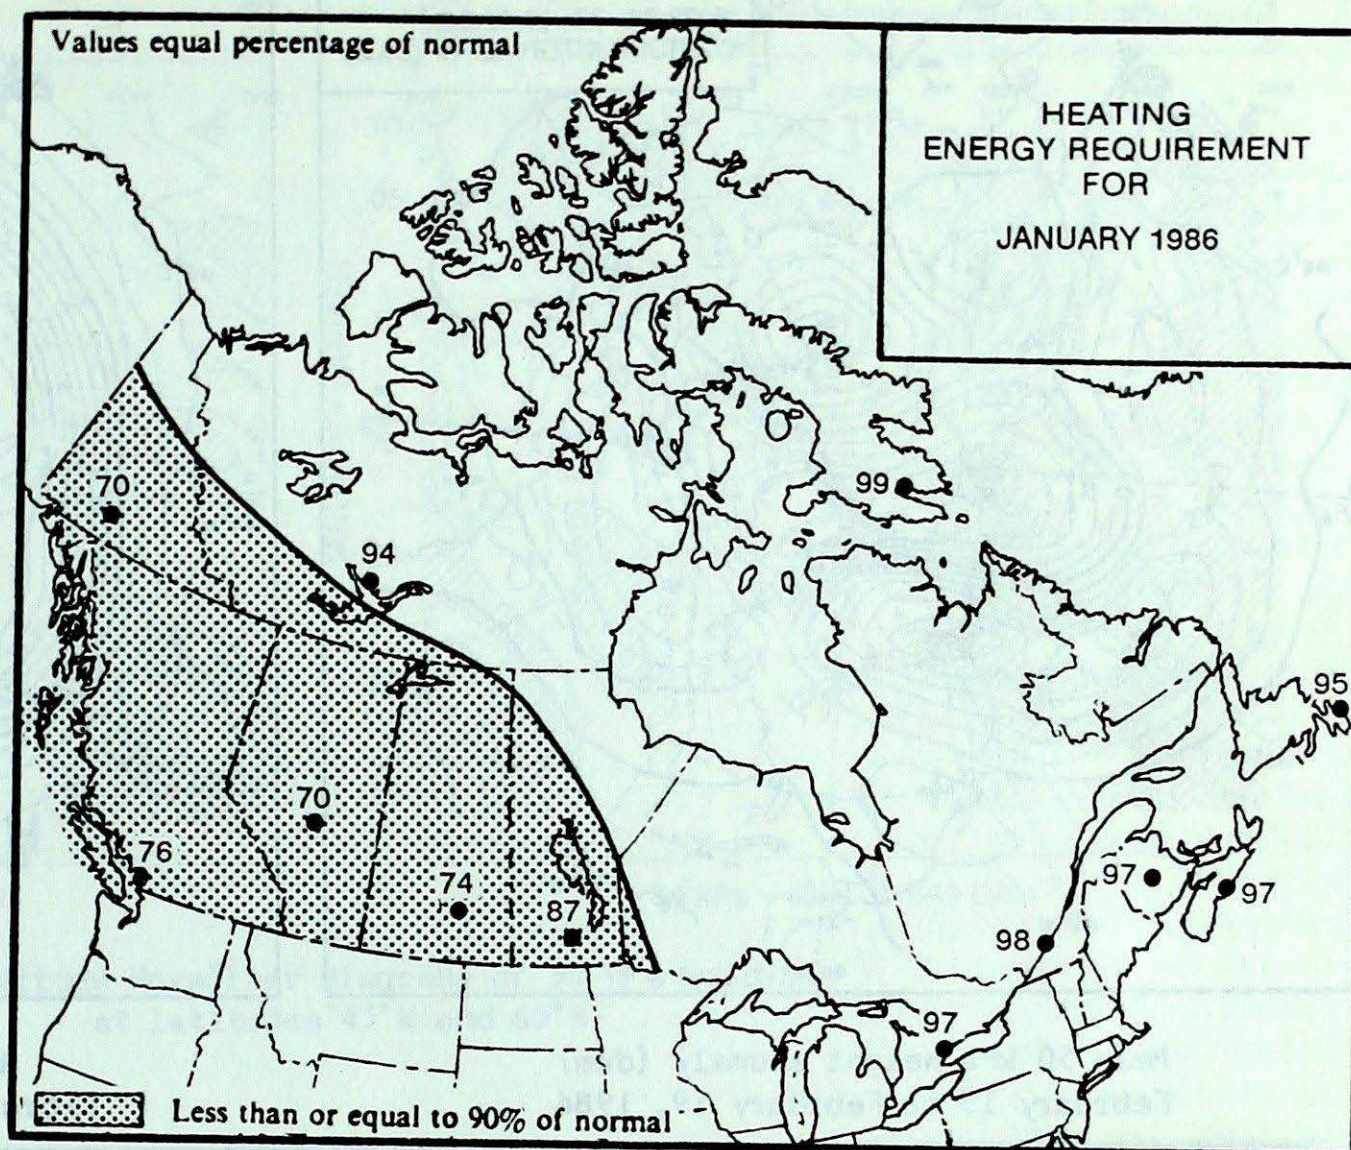 Values equal percentage of normal
HEATING
ENERGY REQUIREMENT
FOR
JANUARY 1986
70
94
99
95
70
76
74
87
97
97
98
97
Less than or equal to 90% of normal